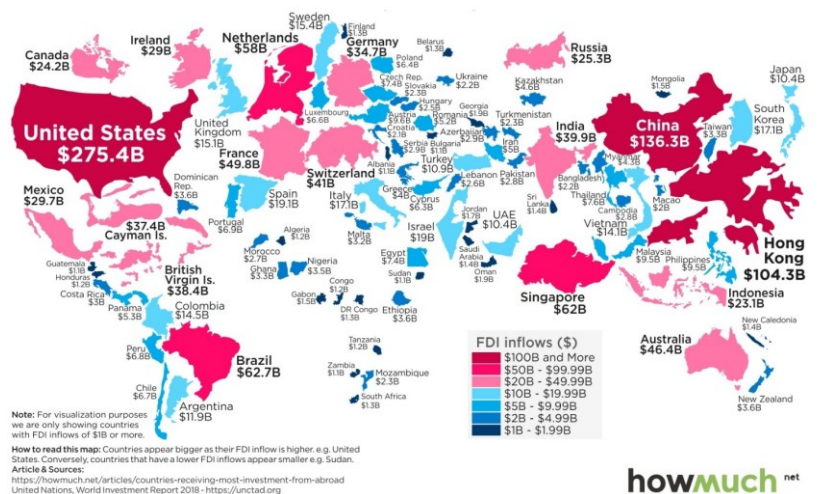 Sweden
$15.4B
Finland
$1.3B
Ireland
$29B
Netherlands
$58B
Germany
$34.7B
Belarus
$1.3B
Russia
$25.3B
Canada
$24.2B
Poland
$6.4B
Czech Rep.
$7.4B
Slovakia
$2.3B
Ukraine
$2.2B
Kazakhstan
$4.6B
Mongolia
$1.5B
Japan
$10.4B
United States
$275.4B
United
Kingdom
$15.1B
Luxembourg
$6.6B
Hungary
$2.5B
Austria
$9.6B
Romania
$5.2B
Georgia
$1.9B
Turkmenistan
$2.3B
Croatia
$2.1B
Azerbaijan
$2.9B
Serbia
$2.9B
Bulgaria
$1.1B
Iran
$5B
India
$39.9B
China
$136.3B
Taiwan
$3.3B
South
Korea
$17.1B
France
$49.8B
Switzerland
$41B
Albania
$1.1B
Turkey
$10.9B
Lebanon
$2.6B
Pakistan
$2.8B
Bangladesh
$2.2B
Myanmar
$4.3B
Mexico
$29.7B
Dominican
Rep.
$3.6B
Spain
$19.1B
Italy
$17.1B
Greece
$4B
Cyprus
$6.3B
Sri
Lanka
$1.4B
Thailand
$7.6B
Cambodia
$2.8B
Macao
$2B
$37.4B
Cayman Is.
Portugal
$6.9B
Malta
$3.2B
Israel
$19B
Jordan
$1.7B
UAE
$10.4B
Vietnam
$14.1B
Algeria
$1.2B
Morocco
$2.7B
Egypt
$7.4B
Saudi
Arabia
$1.4B
Oman
$1.9B
Malaysia
$9.5B
Philippines
$9.5B
Hong
Kong
$104.3B
Guatemala
$1.1B
Honduras
$1.2B
Costa Rica
$3B
British
Virgin Is.
$38.4B
Ghana
$3.3B
Nigeria
$3.5B
Sudan
$1.1B
Singapore
$62B
Indonesia
$23.1B
Panama
$5.3B
Colombia
$14.5B
Gabon
$1.5B
Congo
$1.2B
DR Congo
$1.3B
Ethiopia
$3.6B
New Caledonia
$1.4B
Peru
$6.8B
Brazil
$62.7B
Tanzania
$1.2B
Australia
$46.4B
Zambia
$1.1B
Mozambique
$2.3B
Chile
$6.7B
Argentina
$11.9B
South Africa
$1.3B
New Zealand
$3.6B
FDI inflows ($)
$100B and More
$50B - $99.99B
$20B - $49.99B
$10B - $19.99B
$5B - $9.99B
$2B - $4.99B
$1B - $1.99B
Note: For visualization purposes
we are only showing countries
with FDI inflows of $1B or more.
How to read this map: Countries appear bigger as their FDI inflow is higher. e.g. United
States. Conversely, countries that have a lower FDI inflows appear smaller e.g. Sudan.
Article & Sources:
https://howmuch.net/articles/countries-receiving-most-investment-from-abroad
United Nations, World Investment Report 2018 - https://unctad.org
howmuch net